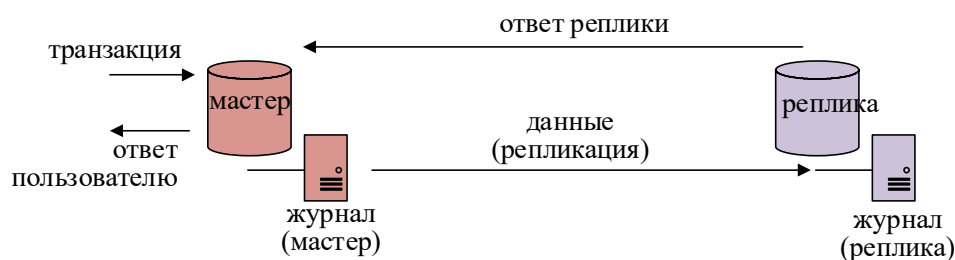 ответ реплики
транзакция
мастер
реплика
ответ
пользователю
данные
(репликация)
журнал
(мастер)
журнал
(реплика)